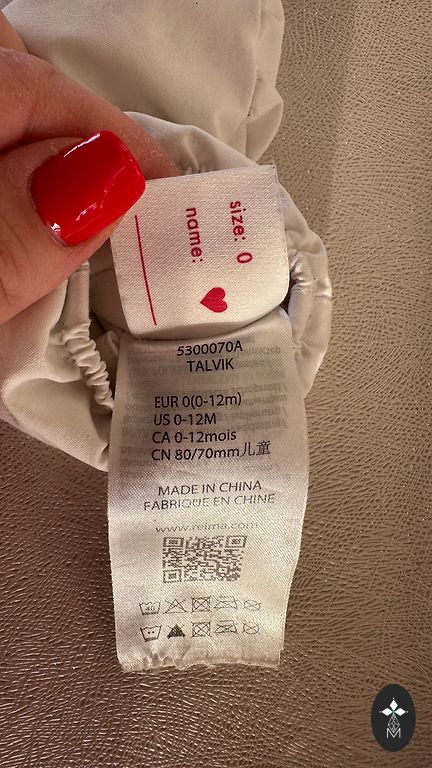 size: 0
name:
5300070A
TALVIK
EUR 0(0-12m)
US 0-12M
CA 0-12mois
CN 80/70mm儿童
MADE IN CHINA
FABRIQUE EN CHINE
www.reima.com
M